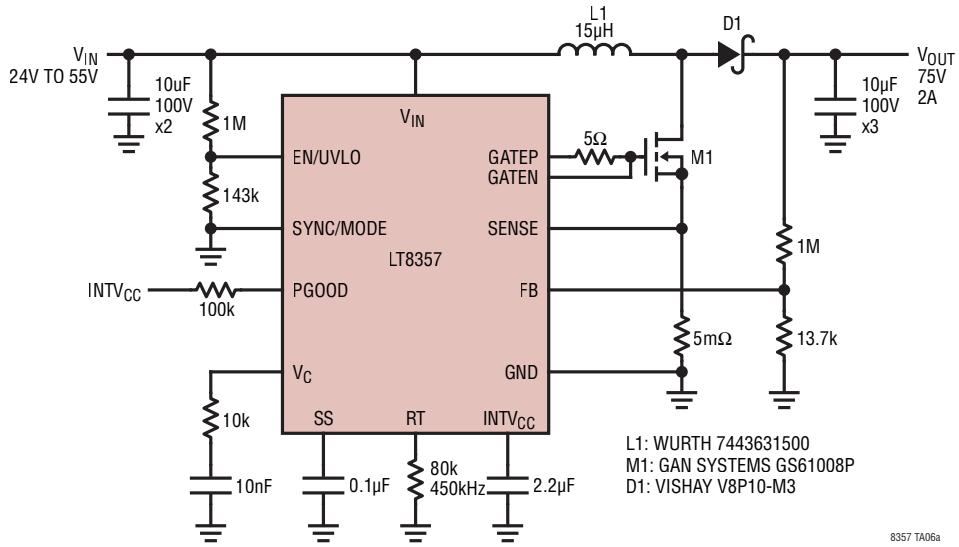 L1
15µH
D1
VIN
24V TO 55V
VOUT
75V
2A
10uF
100V
x2
10µF
100V
x3
1M
VIN
EN/UVLO
GATEP
GATEN
5Ω
M1
143k
SYNC/MODE
SENSE
LT8357
1M
INTVCC
100k
PGOOD
FB
5mΩ
13.7k
VC
GND
10k
SS
RT
INTVCC
10nF
0.1µF
80k
450kHz
2.2µF
L1: WURTH 7443631500
M1: GAN SYSTEMS GS61008P
D1: VISHAY V8P10-M3
8357 TA06a